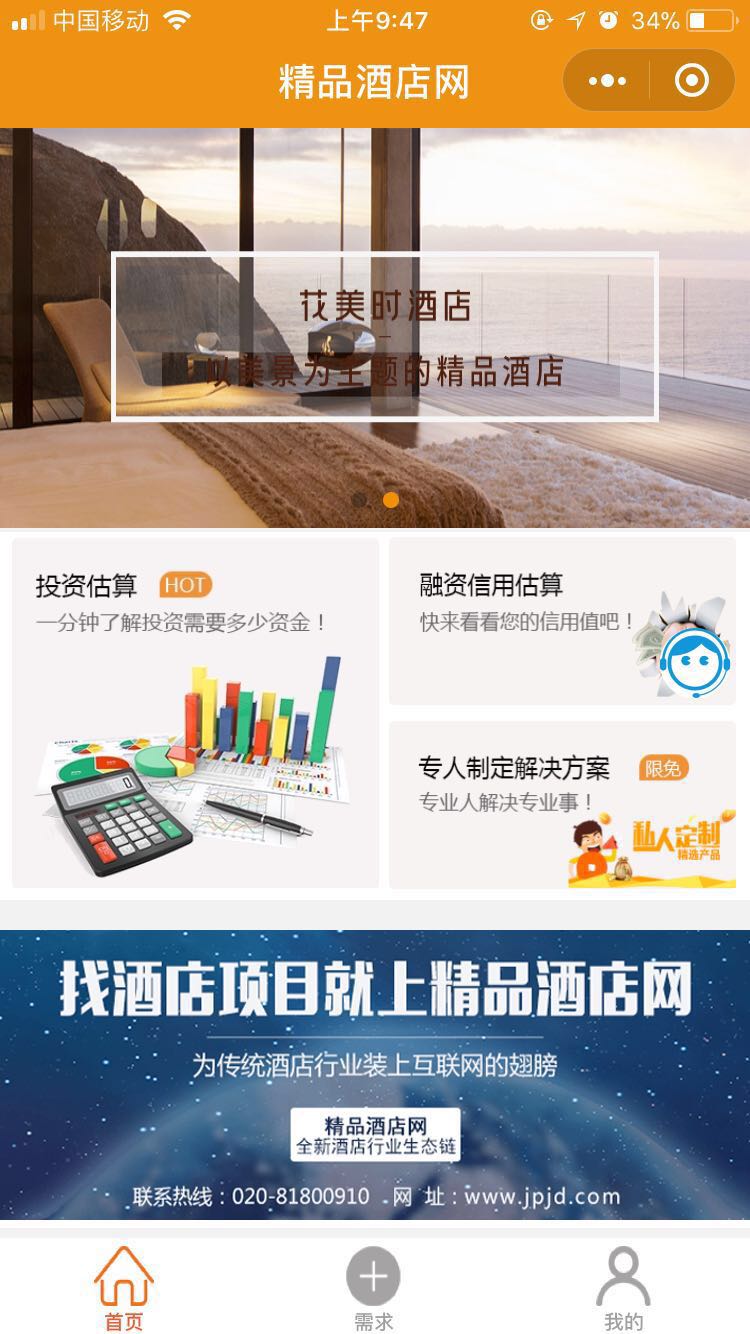 中国移动
上午9:47
34%
精品酒店网
花美时酒店
以美景为主题的精品酒店
投资估算 HOT
一分钟了解投资需要多少资金！
融资信用估算
快来看看您的信用值吧！
专人制定解决方案 限免
专业人解决专业事！
私人定制
精选产品
找酒店项目就上精品酒店网
为传统酒店行业装上互联网的翅膀
精品酒店网
全新酒店行业生态链
联系热线：020-81800910 网 址：www.jpjd.com
首页
需求
我的